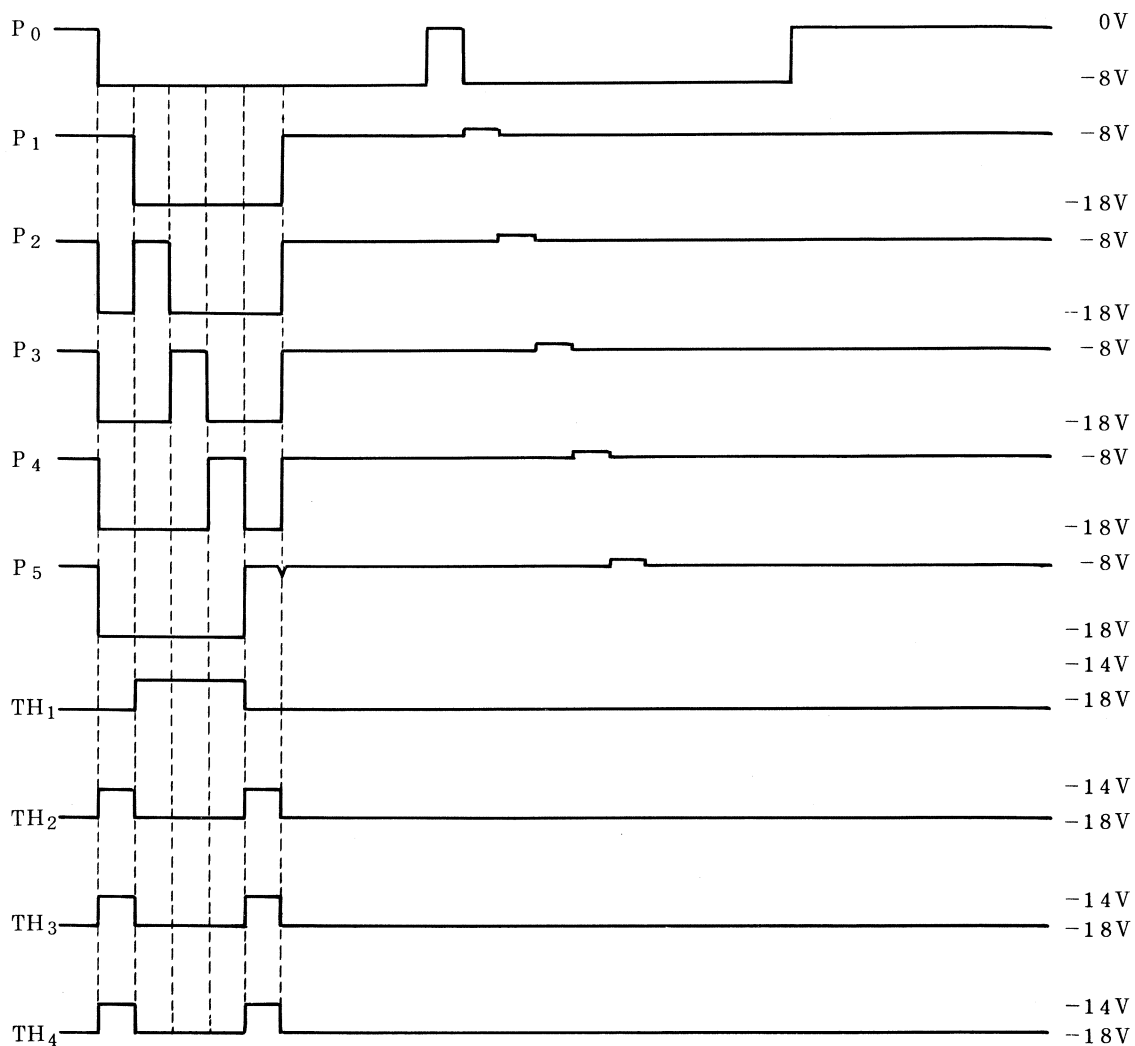 P₀ 0V
-8V
P₁ -8V
-18V
P₂ -8V
-18V
P₃ -8V
-18V
P₄ -8V
-18V
P₅ -8V
-18V
-14V
TH₁ -18V
-14V
TH₂ -18V
-14V
TH₃ -18V
-14V
TH₄ -18V